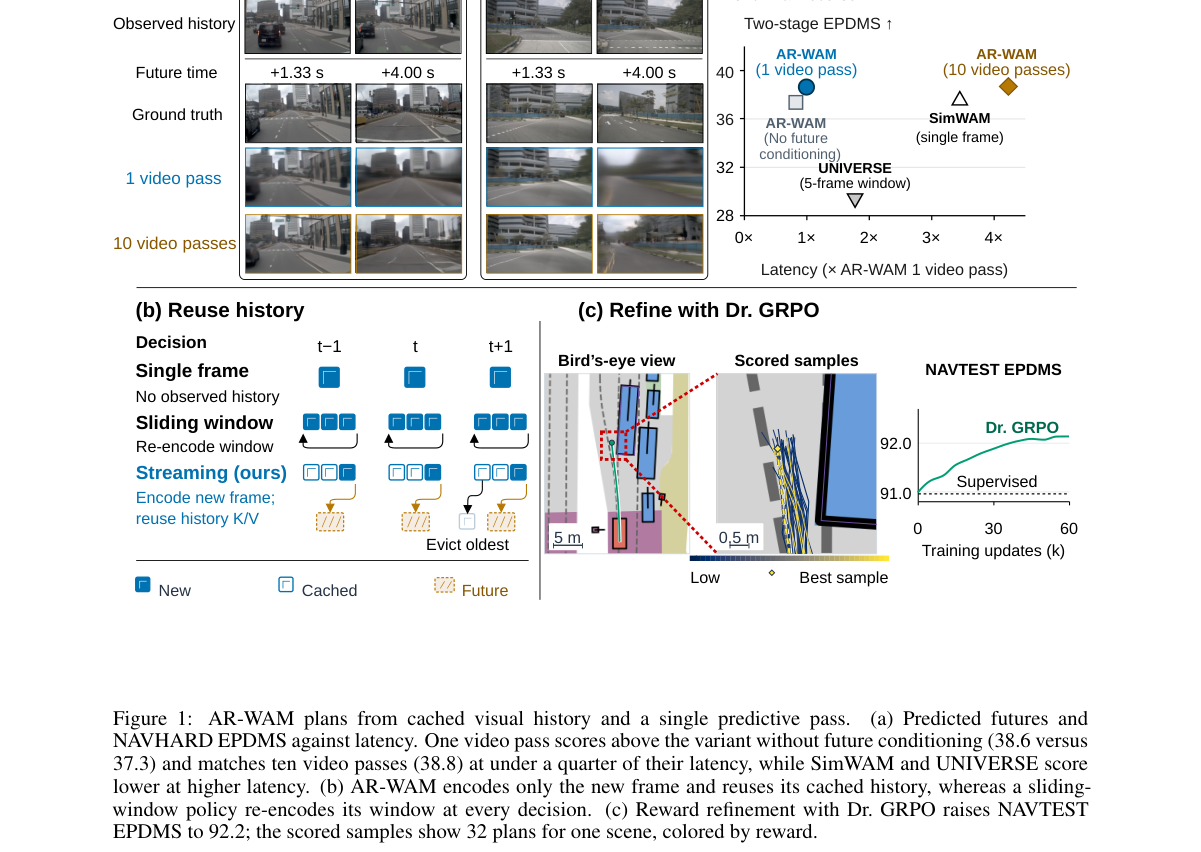 Observed history
Future time
+1.33 s
+4.00 s
+1.33 s
+4.00 s
Ground truth
1 video pass
10 video passes
Two-stage EPDMS ↑
40
36
32
28
AR-WAM
(1 video pass)
AR-WAM
(10 video passes)
AR-WAM
(No future
conditioning)
SimWAM
(single frame)
UNIVERSE
(5-frame window)
0×
1×
2×
3×
4×
Latency (× AR-WAM 1 video pass)
(b) Reuse history
Decision
t−1
t
t+1
Single frame
No observed history
Sliding window
Re-encode window
Streaming (ours)
Encode new frame;
reuse history K/V
Evict oldest
New
Cached
Future
(c) Refine with Dr. GRPO
Bird's-eye view
5 m
Scored samples
0.5 m
Low
Best sample
NAVTEST EPDMS
Dr. GRPO
92.0
Supervised
91.0
0
30
60
Training updates (k)
Figure 1: AR-WAM plans from cached visual history and a single predictive pass. (a) Predicted futures and
NAVHARD EPDMS against latency. One video pass scores above the variant without future conditioning (38.6 versus
37.3) and matches ten video passes (38.8) at under a quarter of their latency, while SimWAM and UNIVERSE score
lower at higher latency. (b) AR-WAM encodes only the new frame and reuses its cached history, whereas a sliding-
window policy re-encodes its window at every decision. (c) Reward refinement with Dr. GRPO raises NAVTEST
EPDMS to 92.2; the scored samples show 32 plans for one scene, colored by reward.